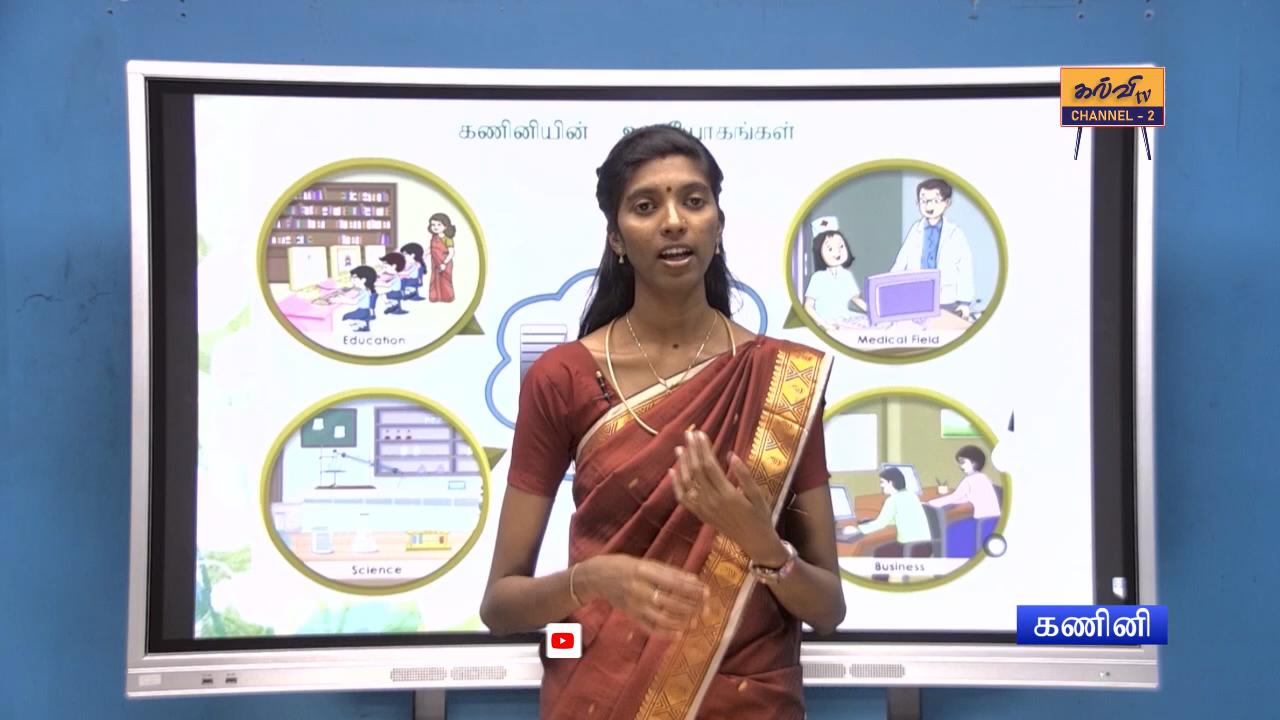 கணினியின்
கல்வி TV
CHANNEL - 2
Education
Medical Field
Science
Business
கணினி